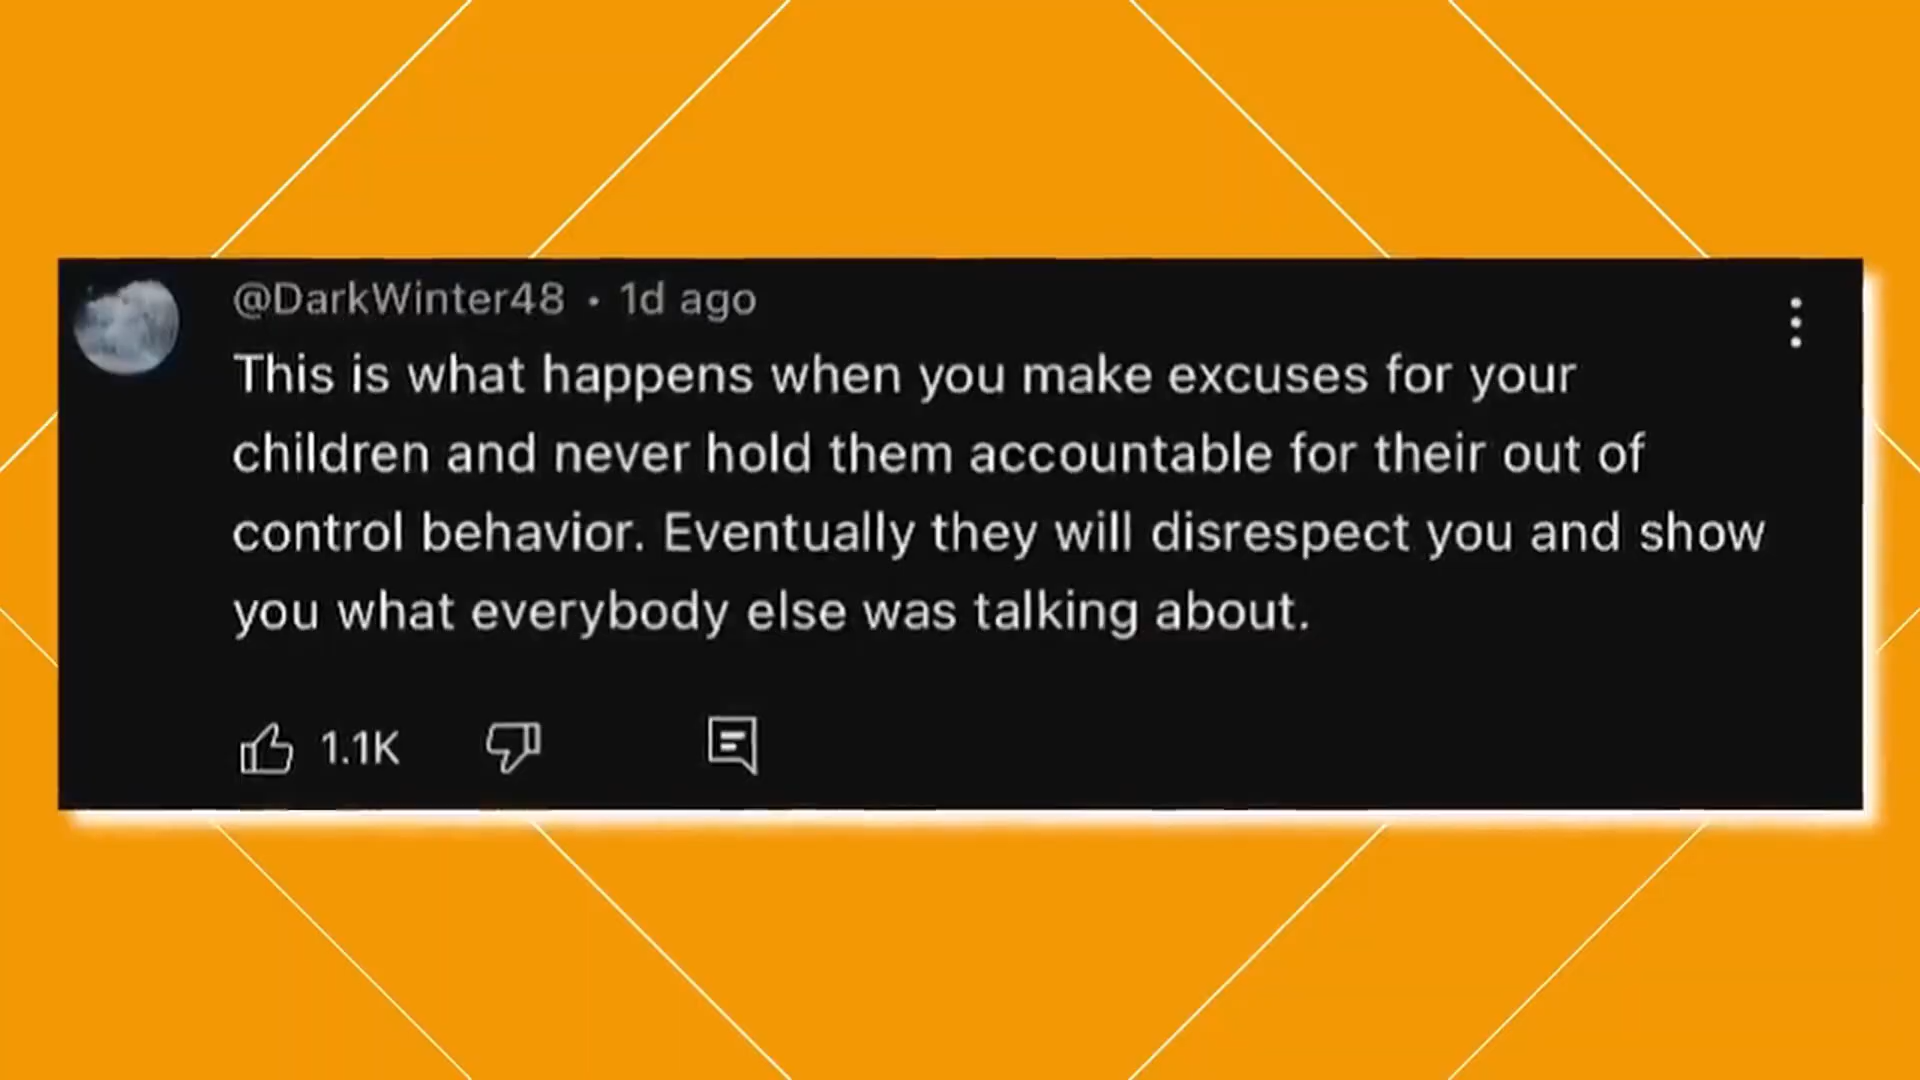 @DarkWinter48 • 1d ago
This is what happens when you make excuses for your
children and never hold them accountable for their out of
control behavior. Eventually they will disrespect you and show
you what everybody else was talking about.
1.1K